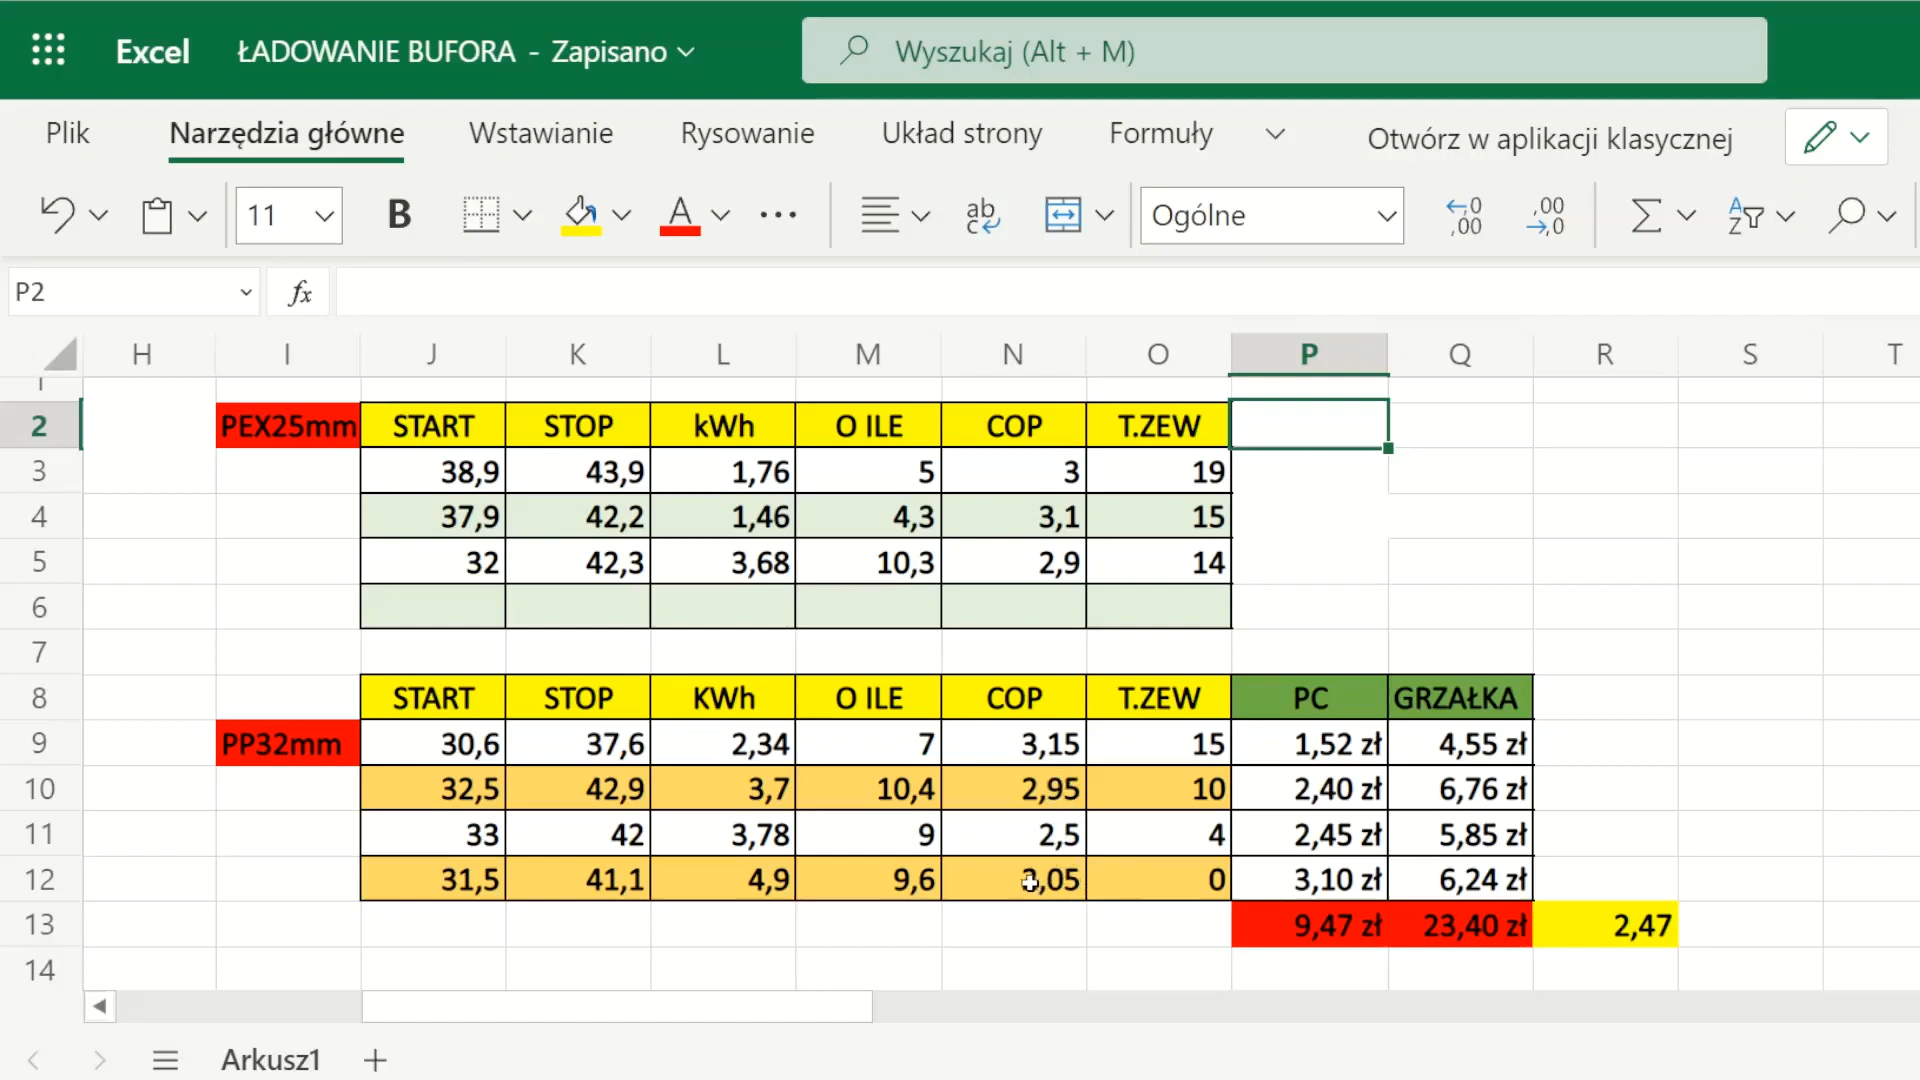 Excel ŁADOWANIE BUFORA - Zapisano Wyszukaj (Alt + M)
Plik Narzędzia główne Wstawianie Rysowanie Układ strony Formuły Otwórz w aplikacji klasycznej
11 B A ab c Ogólne ←,0 ,00 ,00 →,0 Σ A Z
P2 fx
H I J K L M N O P Q R S T
1
2 PEX25mm START STOP kWh O ILE COP T.ZEW
3 38,9 43,9 1,76 5 3 19
4 37,9 42,2 1,46 4,3 3,1 15
5 32 42,3 3,68 10,3 2,9 14
6
7
8 START STOP KWh O ILE COP T.ZEW PC GRZAŁKA
9 PP32mm 30,6 37,6 2,34 7 3,15 15 1,52 zł 4,55 zł
10 32,5 42,9 3,7 10,4 2,95 10 2,40 zł 6,76 zł
11 33 42 3,78 9 2,5 4 2,45 zł 5,85 zł
12 31,5 41,1 4,9 9,6 ,05 0 3,10 zł 6,24 zł
13 9,47 zł 23,40 zł 2,47
14
Arkusz1